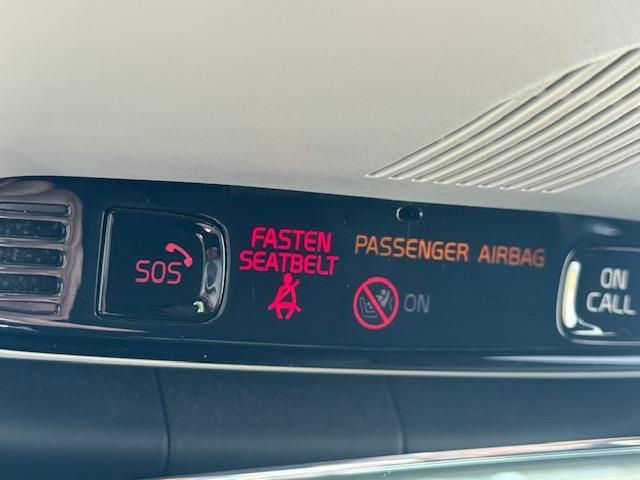 SOS
FASTEN
SEATBELT
PASSENGER AIRBAG
ON
ON
CALL